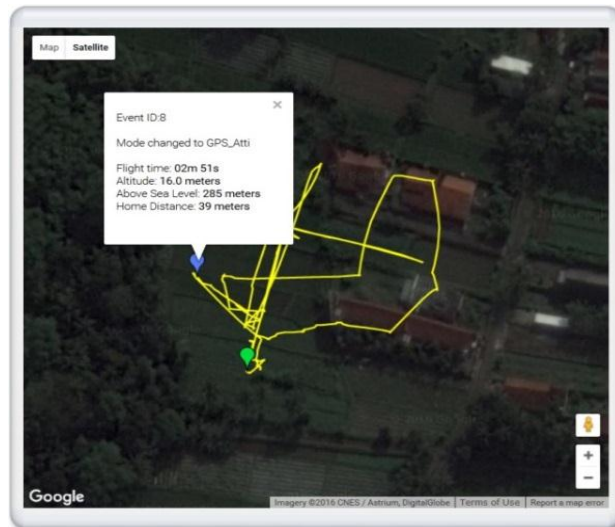 Map Satellite
×
Event ID:8
Mode changed to GPS_Atti
Flight time: 02m 51s
Altitude: 16.0 meters
Above Sea Level: 285 meters
Home Distance: 39 meters
+
−
Google
Imagery ©2016 CNES / Astrium, DigitalGlobe | Terms of Use | Report a map error